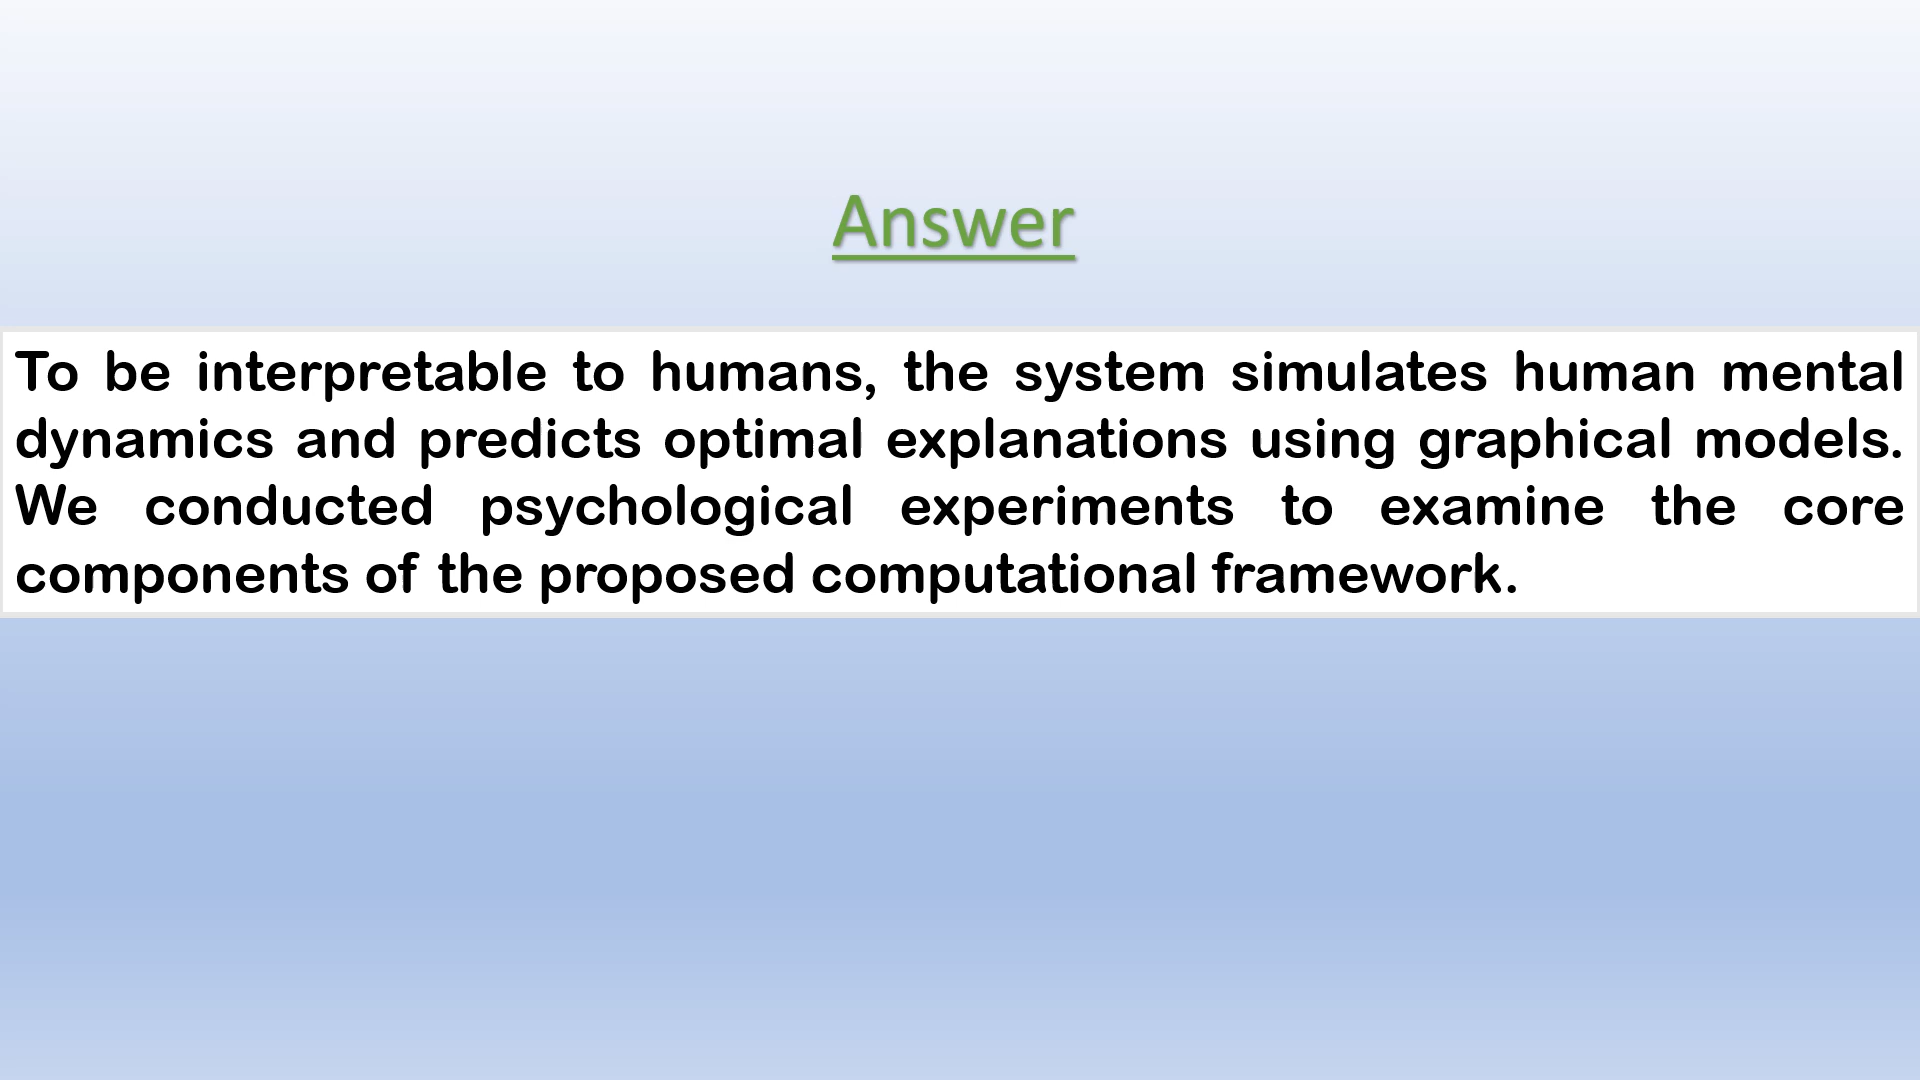 Answer
To be interpretable to humans, the system simulates human mental
dynamics and predicts optimal explanations using graphical models.
We conducted psychological experiments to examine the core
components of the proposed computational framework.